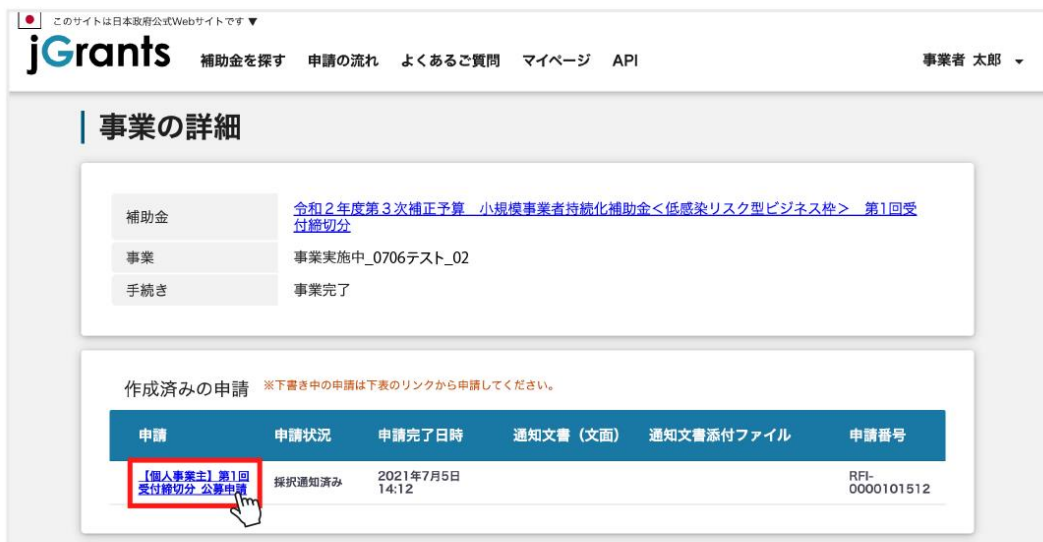 このサイトは日本政府公式Webサイトです ▼
jGrants 補助金を探す 申請の流れ よくあるご質問 マイページ API 事業者 太郎
事業の詳細
補助金 令和2年度第3次補正予算　小規模事業者持続化補助金＜低感染リスク型ビジネス枠＞　第1回受
付締切分
事業 事業実施中_0706テスト_02
手続き 事業完了
作成済みの申請 ※下書き中の申請は下表のリンクから申請してください。
申請 申請状況 申請完了日時 通知文書（文面） 通知文書添付ファイル 申請番号
【個人事業主】第1回
受付締切分 公募申請
採択通知済み
2021年7月5日
14:12
RFI-
0000101512